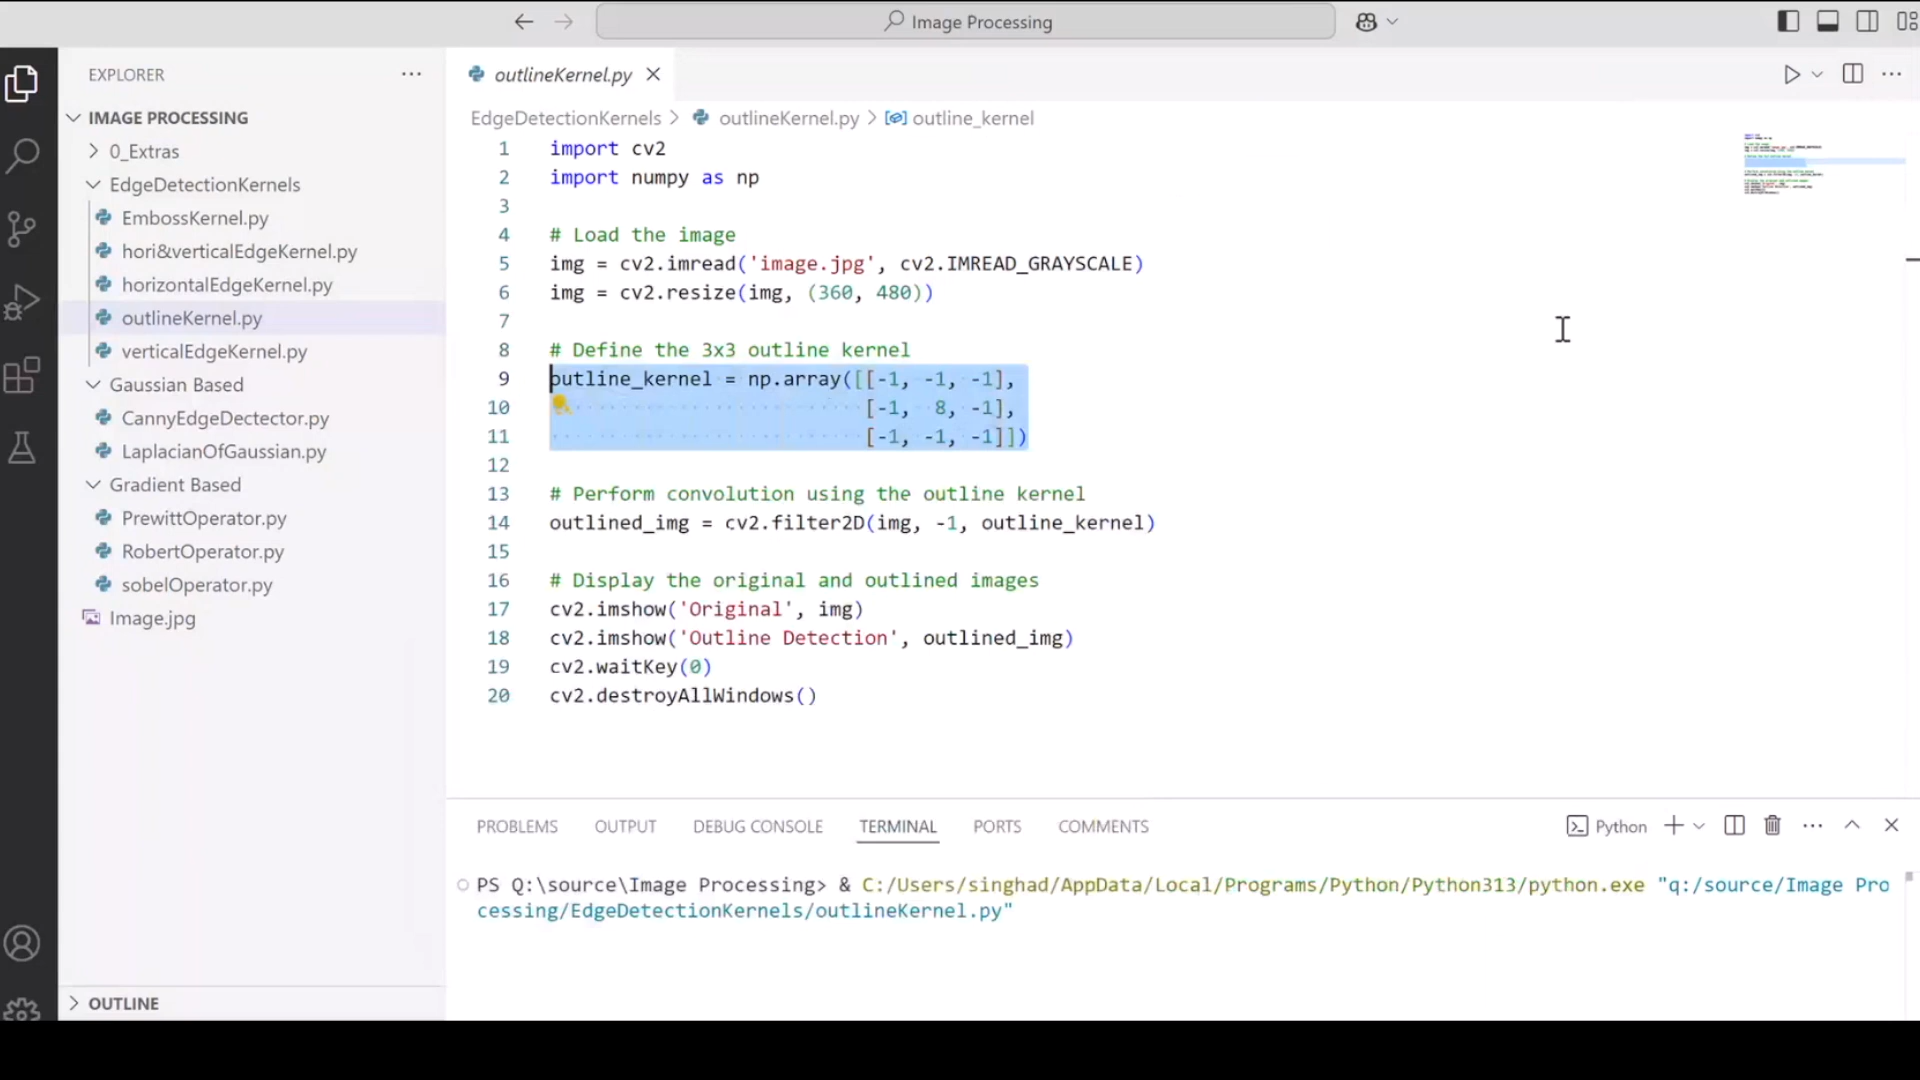 Image Processing
EXPLORER
IMAGE PROCESSING
0_Extras
EdgeDetectionKernels
EmbossKernel.py
hori&verticalEdgeKernel.py
horizontalEdgeKernel.py
outlineKernel.py
verticalEdgeKernel.py
Gaussian Based
CannyEdgeDectector.py
LaplacianOfGaussian.py
Gradient Based
PrewittOperator.py
RobertOperator.py
sobelOperator.py
Image.jpg
OUTLINE
outlineKernel.py
EdgeDetectionKernels > outlineKernel.py > outline_kernel
1 import cv2
2 import numpy as np
3
4 # Load the image
5 img = cv2.imread('image.jpg', cv2.IMREAD_GRAYSCALE)
6 img = cv2.resize(img, (360, 480))
7
8 # Define the 3x3 outline kernel
9 outline_kernel = np.array([[-1, -1, -1],
10 [-1, 8, -1],
11 [-1, -1, -1]])
12
13 # Perform convolution using the outline kernel
14 outlined_img = cv2.filter2D(img, -1, outline_kernel)
15
16 # Display the original and outlined images
17 cv2.imshow('Original', img)
18 cv2.imshow('Outline Detection', outlined_img)
19 cv2.waitKey(0)
20 cv2.destroyAllWindows()
PROBLEMS OUTPUT DEBUG CONSOLE TERMINAL PORTS COMMENTS Python
PS Q:\source\Image Processing> & C:/Users/singhad/AppData/Local/Programs/Python/Python313/python.exe "q:/source/Image Pro
cessing/EdgeDetectionKernels/outlineKernel.py"